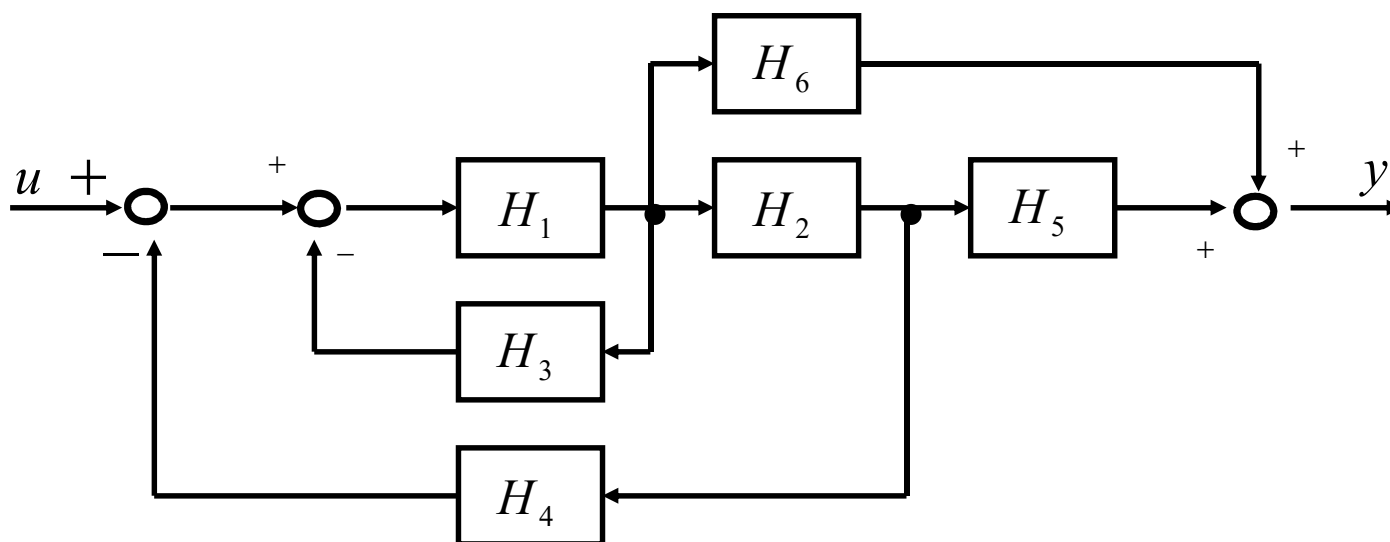 H₆
u + + H₁ H₂ H₅ + y
− − +
H₃
H₄